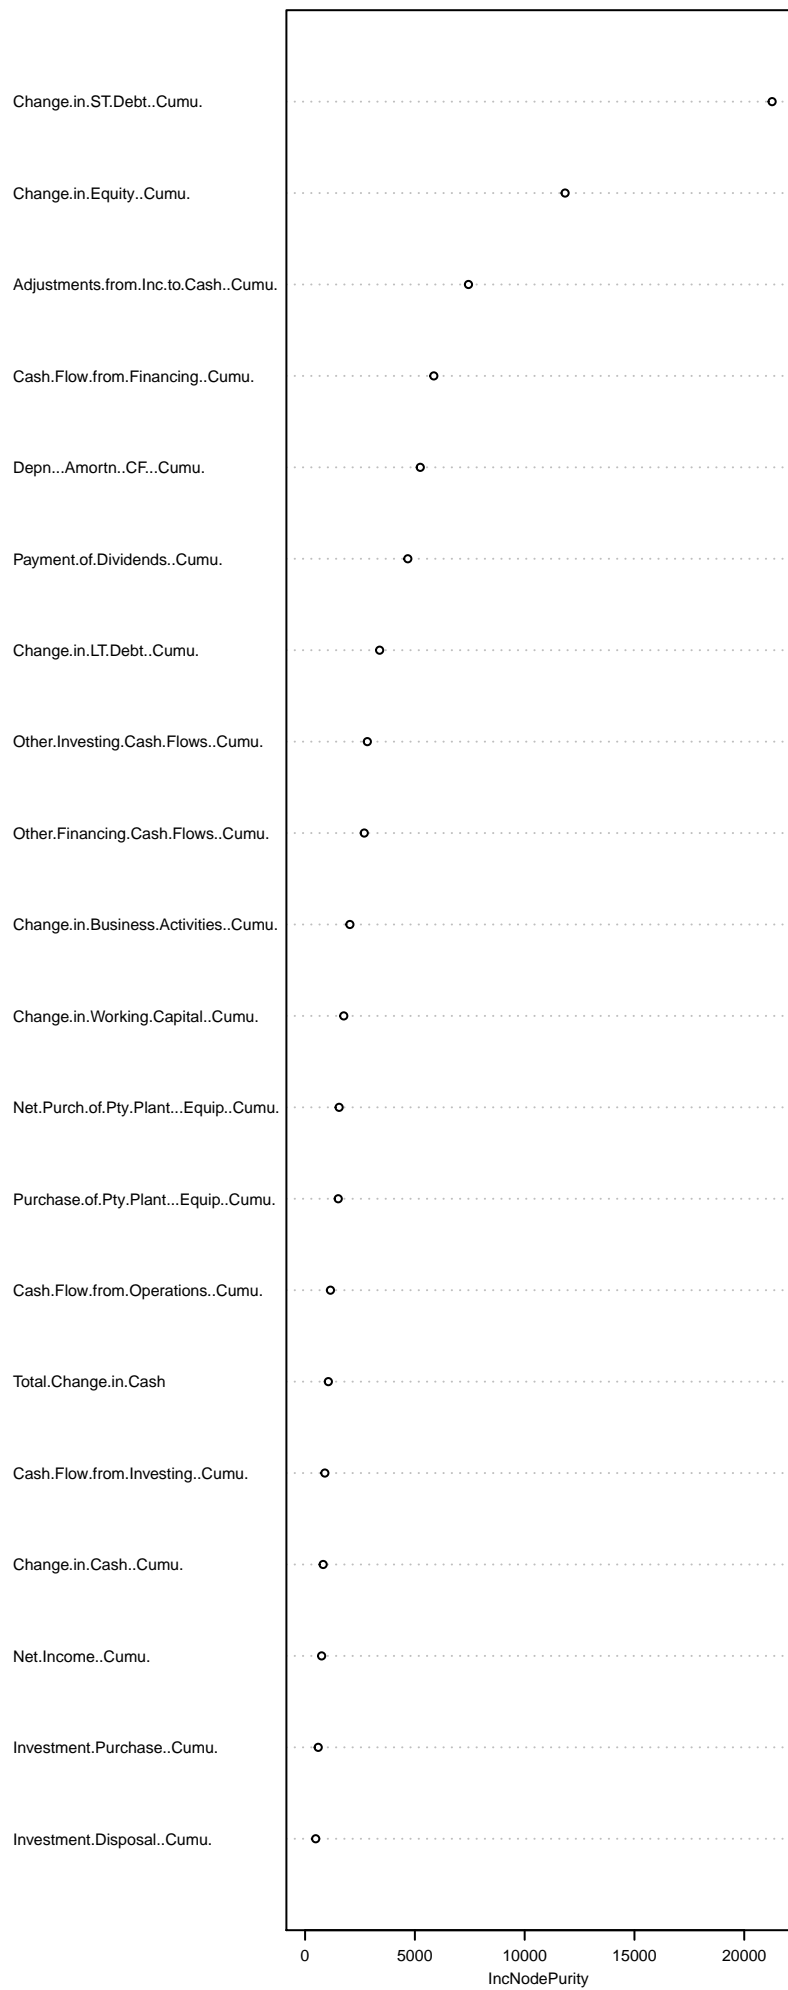 Change.in.ST.Debt..Cumu.
Change.in.Equity..Cumu.
Adjustments.from.Inc.to.Cash..Cumu.
Cash.Flow.from.Financing..Cumu.
Depn...Amortn..CF...Cumu.
Payment.of.Dividends..Cumu.
Change.in.LT.Debt..Cumu.
Other.Investing.Cash.Flows..Cumu.
Other.Financing.Cash.Flows..Cumu.
Change.in.Business.Activities..Cumu.
Change.in.Working.Capital..Cumu.
Net.Purch.of.Pty.Plant...Equip..Cumu.
Purchase.of.Pty.Plant...Equip..Cumu.
Cash.Flow.from.Operations..Cumu.
Total.Change.in.Cash
Cash.Flow.from.Investing..Cumu.
Change.in.Cash..Cumu.
Net.Income..Cumu.
Investment.Purchase..Cumu.
Investment.Disposal..Cumu.
0 5000 10000 15000 20000
IncNodePurity